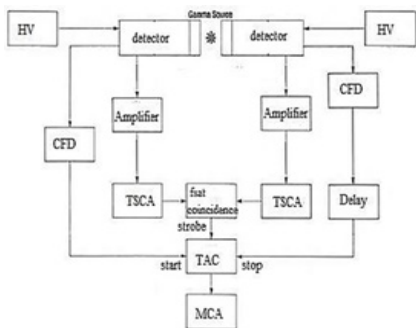 Gamma Source
HV
detector
detector
HV
CFD
Amplifier
Amplifier
CFD
TSCA
fsat
coincidence
TSCA
Delay
strobe
start
TAC
stop
MCA